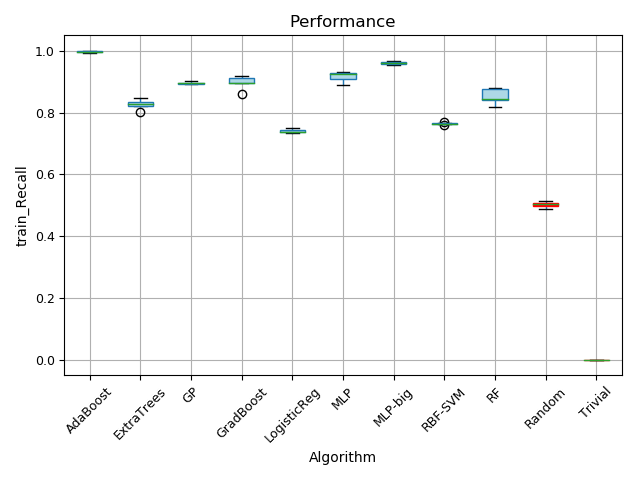 Performance
train_Recall
1.0
0.8
0.6
0.4
0.2
0.0
AdaBoost
ExtraTrees
GP
GradBoost
LogisticReg
MLP
MLP-big
RBF-SVM
RF
Random
Trivial
Algorithm